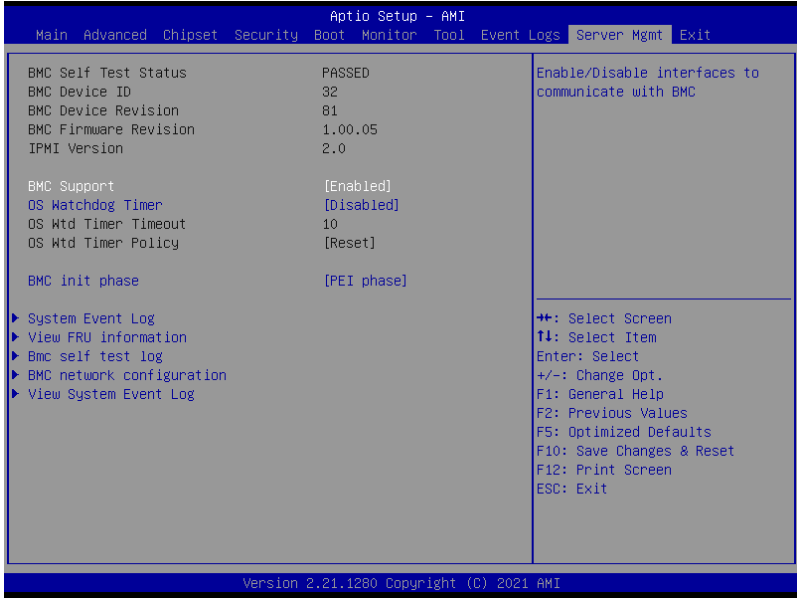 Aptio Setup – AMI
Main Advanced Chipset Security Boot Monitor Tool Event Logs Server Mgmt Exit
BMC Self Test Status PASSED
BMC Device ID 32
BMC Device Revision 81
BMC Firmware Revision 1.00.05
IPMI Version 2.0
BMC Support [Enabled]
OS Watchdog Timer [Disabled]
OS Wtd Timer Timeout 10
OS Wtd Timer Policy [Reset]
BMC init phase [PEI phase]
System Event Log
View FRU information
Bmc self test log
BMC network configuration
View System Event Log
Enable/Disable interfaces to
communicate with BMC
→←: Select Screen
↑↓: Select Item
Enter: Select
+/-: Change Opt.
F1: General Help
F2: Previous Values
F5: Optimized Defaults
F10: Save Changes & Reset
F12: Print Screen
ESC: Exit
Version 2.21.1280 Copyright (C) 2021 AMI